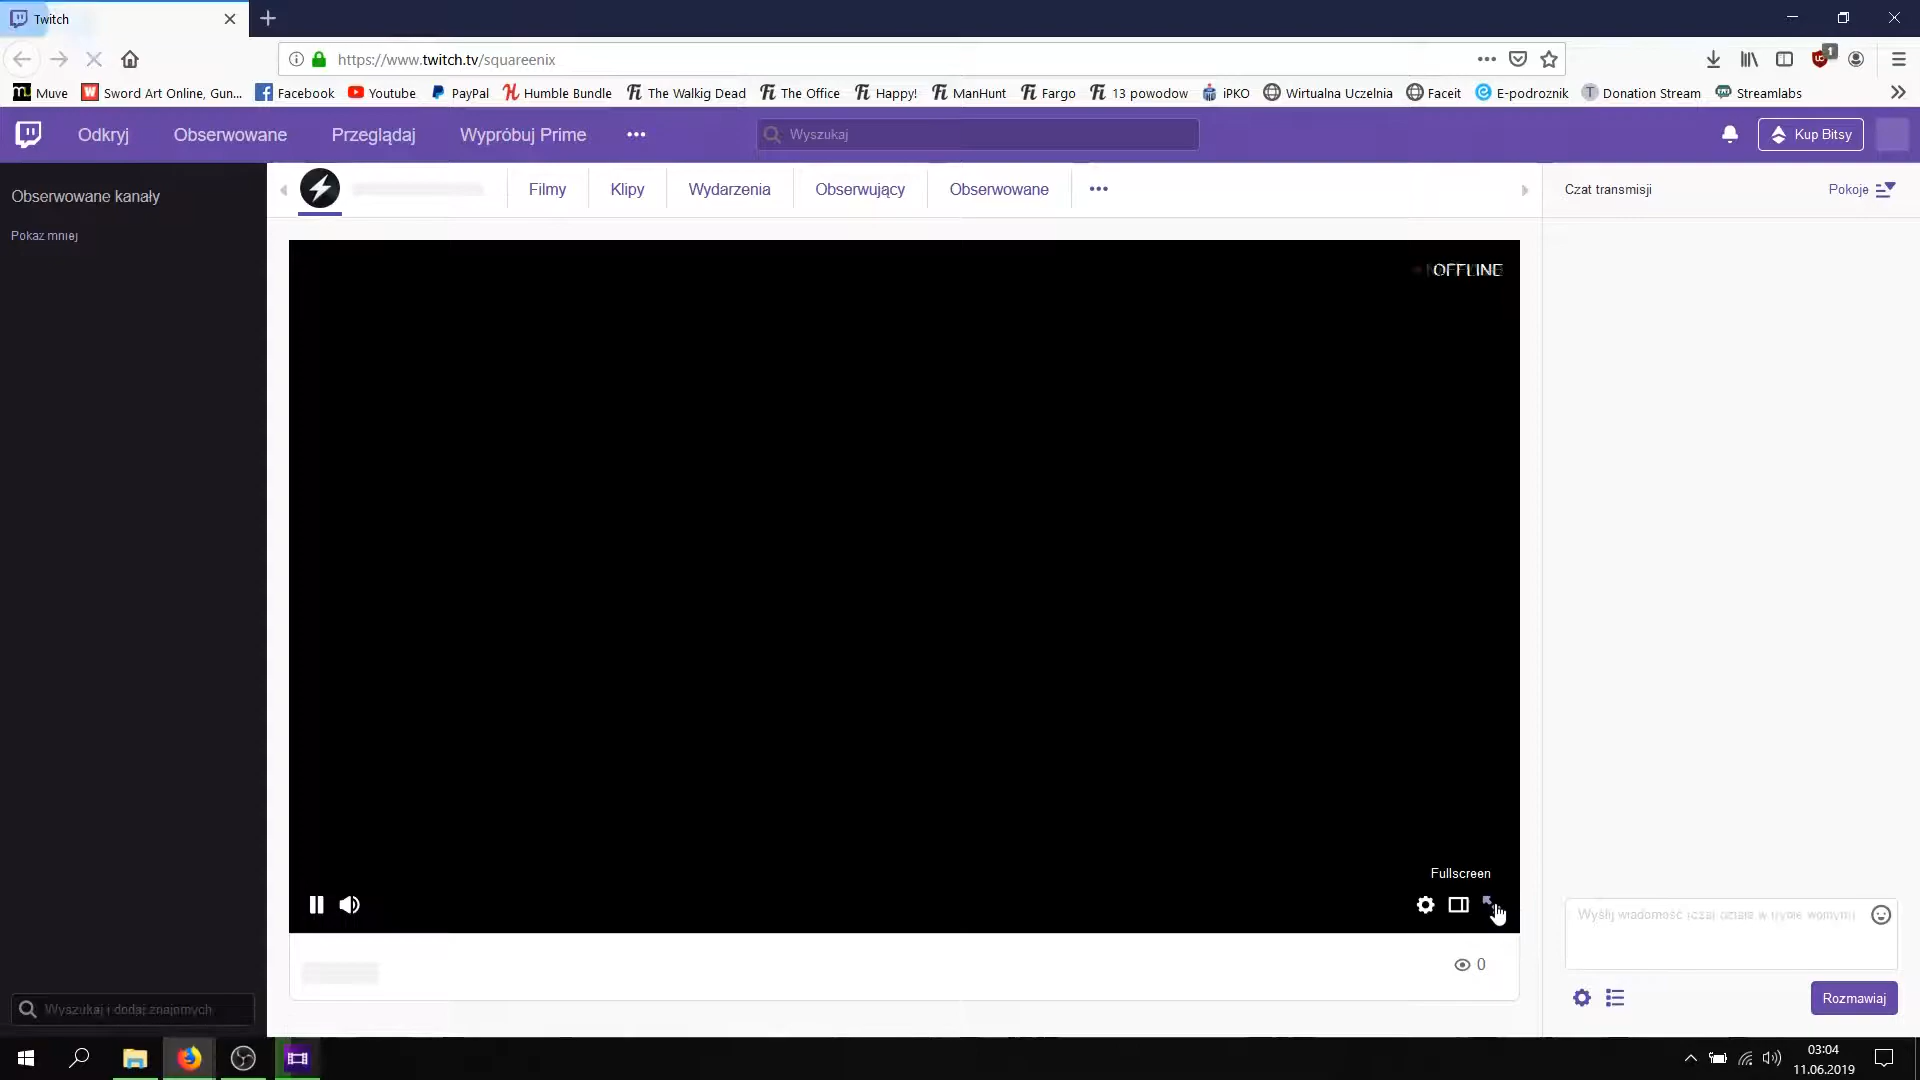 Twitch
https://www.twitch.tv/squareenix
1
Muve
Sword Art Online, Gun...
Facebook
Youtube
PayPal
Humble Bundle
The Walkig Dead
The Office
Happy!
ManHunt
Fargo
13 powodow
iPKO
Wirtualna Uczelnia
Faceit
E-podroznik
Donation Stream
Streamlabs
Odkryj
Obserwowane
Przeglądaj
Wypróbuj Prime
Wyszukaj
Kup Bitsy
Obserwowane kanały
Pokaż mniej
Filmy
Klipy
Wydarzenia
Obserwujący
Obserwowane
Czat transmisji
Pokoje
OFFLINE
Fullscreen
0
Wyślij wiadomość
Rozmawiaj
Wyszukaj i dodaj znajomych
03:04
11.06.2019